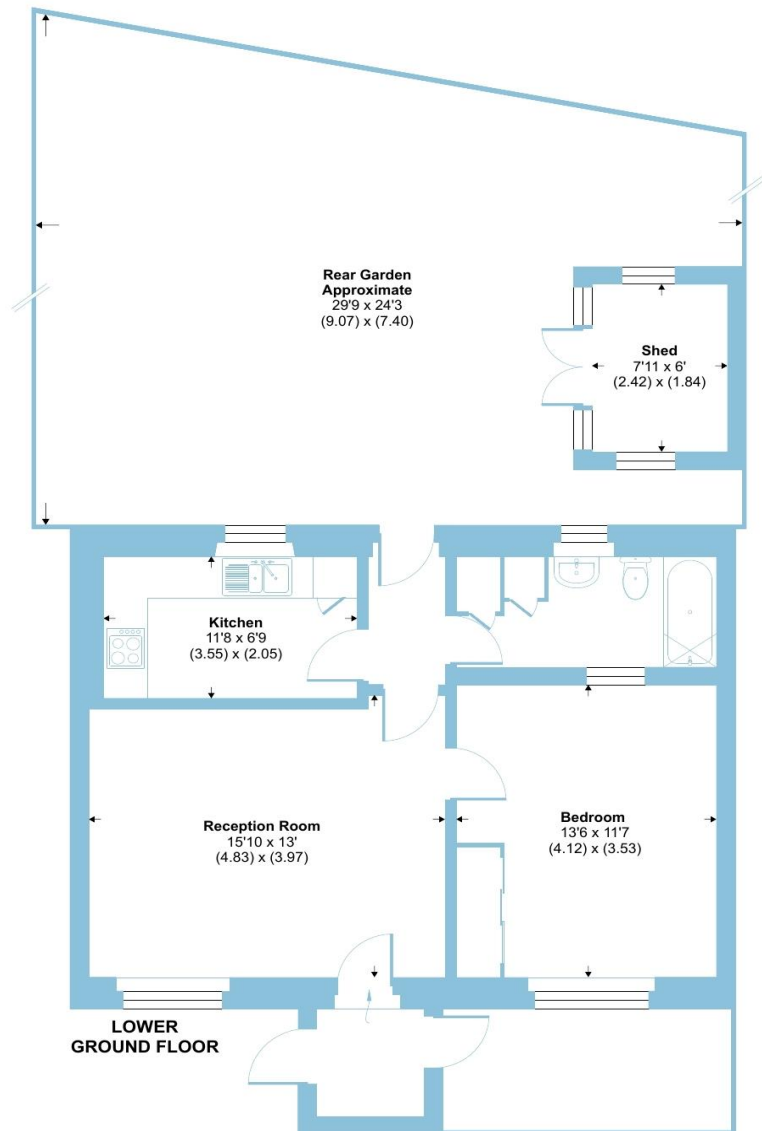 Rear Garden
Approximate
29'9 x 24'3
(9.07) x (7.40)
Shed
7'11 x 6'
(2.42) x (1.84)
Kitchen
11'8 x 6'9
(3.55) x (2.05)
Reception Room
15'10 x 13'
(4.83) x (3.97)
Bedroom
13'6 x 11'7
(4.12) x (3.53)
LOWER
GROUND FLOOR